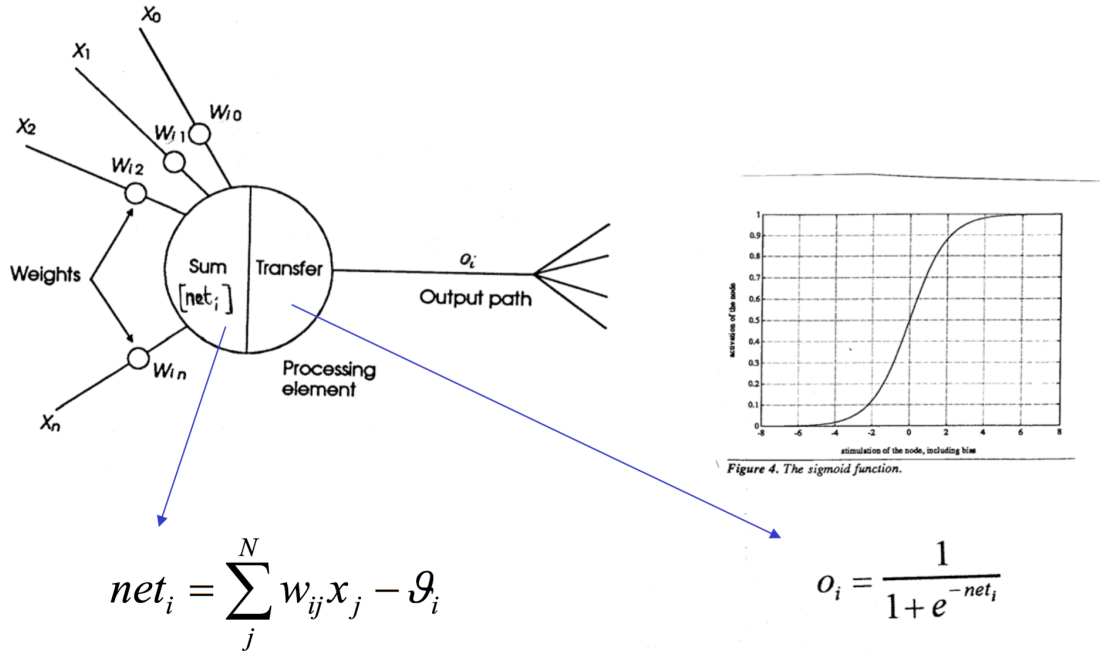 X₀
X₁
X₂
Wᵢ₀
Wᵢ₁
Wᵢ₂
Weights
Sum
[netᵢ]
Transfer
oᵢ
Output path
Processing
element
Wᵢₙ
Xₙ
activation of the node
1
0.9
0.8
0.7
0.6
0.5
0.4
0.3
0.2
0.1
0
-8 -6 -4 -2 0 2 4 6 8
stimulation of the node, including bias
Figure 4. The sigmoid function.
netᵢ = ∑ⱼᴺ wᵢⱼxⱼ − ϑᵢ
oᵢ = 1 / (1 + e^(−netᵢ))